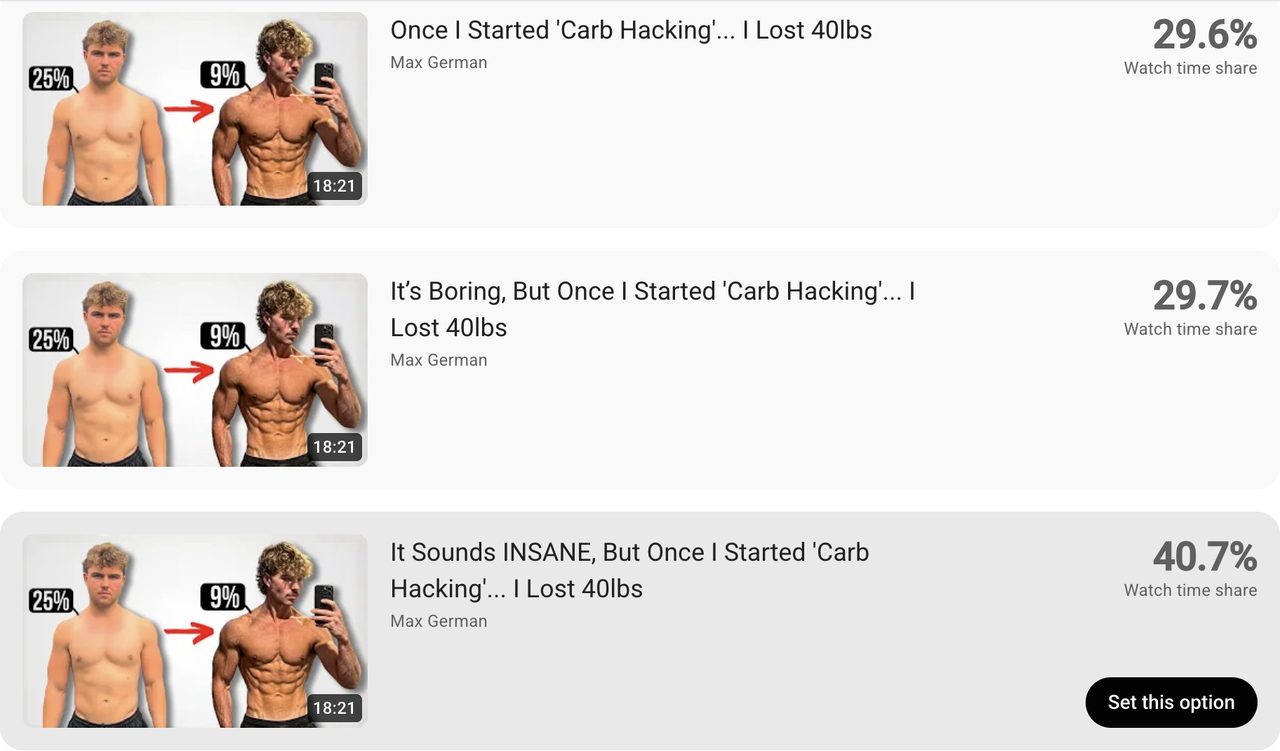 Once I Started 'Carb Hacking'... I Lost 40lbs
29.6%
Max German
Watch time share
25%
9%
18:21
It’s Boring, But Once I Started 'Carb Hacking'... I
Lost 40lbs
29.7%
Watch time share
Max German
25%
9%
18:21
It Sounds INSANE, But Once I Started 'Carb
Hacking'... I Lost 40lbs
40.7%
Watch time share
Max German
25%
9%
18:21
Set this option